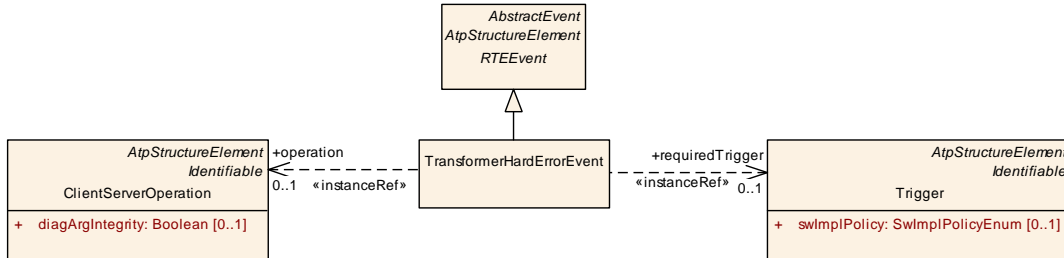 AbstractEvent
AtpStructureElement
RTEEvent
AtpStructureElement
Identifiable
ClientServerOperation
+ diagArgIntegrity: Boolean [0..1]
+operation
0..1
«instanceRef»
TransformerHardErrorEvent
+requiredTrigger
«instanceRef»
0..1
AtpStructureElement
Identifiable
Trigger
+ swImplPolicy: SwImplPolicyEnum [0..1]